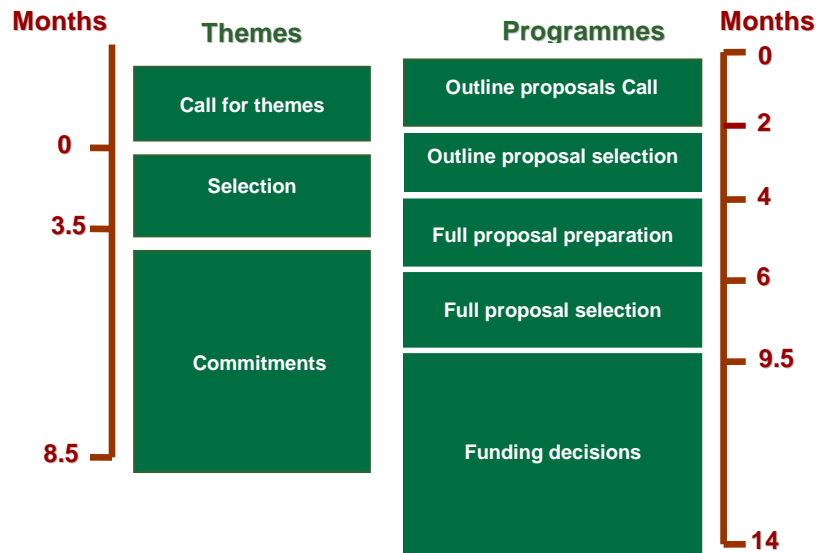 Months
Themes
Programmes
Months
Call for themes
0
Selection
3.5
Commitments
8.5
Outline proposals Call
0
2
Outline proposal selection
4
Full proposal preparation
6
Full proposal selection
9.5
Funding decisions
14